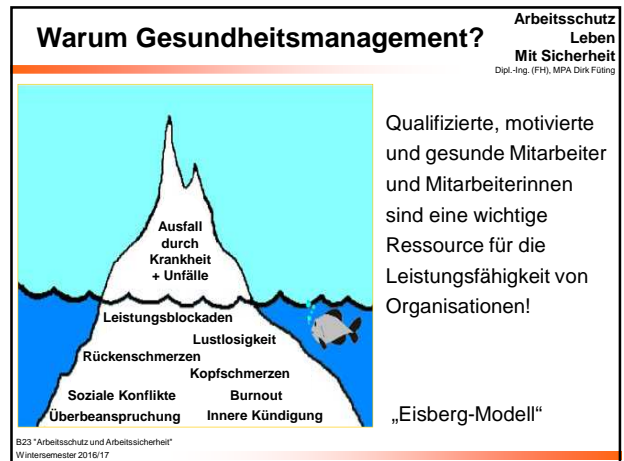 Warum Gesundheitsmanagement?
Arbeitsschutz
Leben
Mit Sicherheit
Dipl.-Ing. (FH), MPA Dirk Füting
Ausfall
durch
Krankheit
+ Unfälle
Leistungsblockaden
Lustlosigkeit
Rückenschmerzen
Kopfschmerzen
Soziale Konflikte Burnout
Überbeanspruchung Innere Kündigung
Qualifizierte, motivierte
und gesunde Mitarbeiter
und Mitarbeiterinnen
sind eine wichtige
Ressource für die
Leistungsfähigkeit von
Organisationen!
„Eisberg-Modell“
B23 "Arbeitsschutz und Arbeitssicherheit"
Wintersemester 2016/17